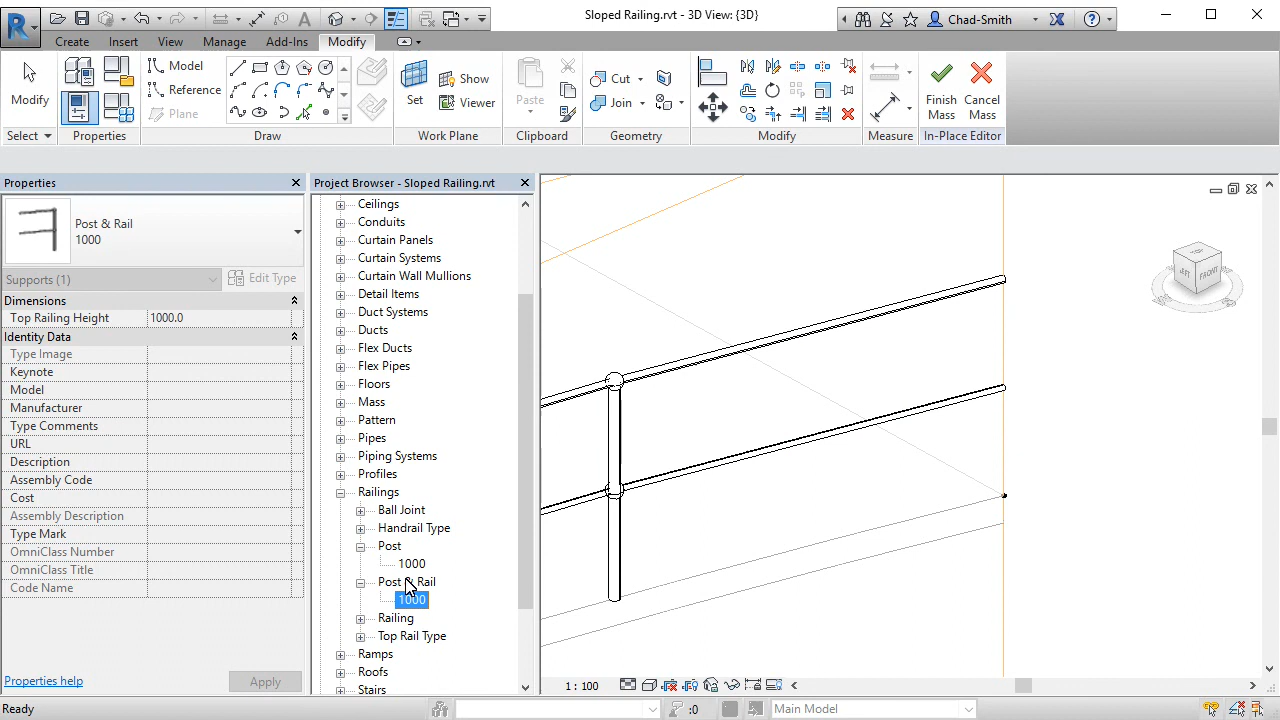 Sloped Railing.rvt - 3D View: {3D}
Chad-Smith
Create Insert View Manage Add-Ins Modify
Modify
Select
Properties
Model
Reference
Plane
Draw
Set
Show
Viewer
Work Plane
Paste
Clipboard
Cut
Join
Geometry
Modify
Measure
Finish Mass
Cancel Mass
In-Place Editor
Properties
Post & Rail
1000
Supports (1)
Edit Type
Dimensions
Top Railing Height 1000.0
Identity Data
Type Image
Keynote
Model
Manufacturer
Type Comments
URL
Description
Assembly Code
Cost
Assembly Description
Type Mark
OmniClass Number
OmniClass Title
Code Name
Properties help
Apply
Project Browser - Sloped Railing.rvt
Ceilings
Conduits
Curtain Panels
Curtain Systems
Curtain Wall Mullions
Detail Items
Duct Systems
Ducts
Flex Ducts
Flex Pipes
Floors
Mass
Pattern
Pipes
Piping Systems
Profiles
Railings
Ball Joint
Handrail Type
Post
1000
Post & Rail
1000
Railing
Top Rail Type
Ramps
Roofs
Stairs
FRONT
1 : 100
Ready
:0
Main Model